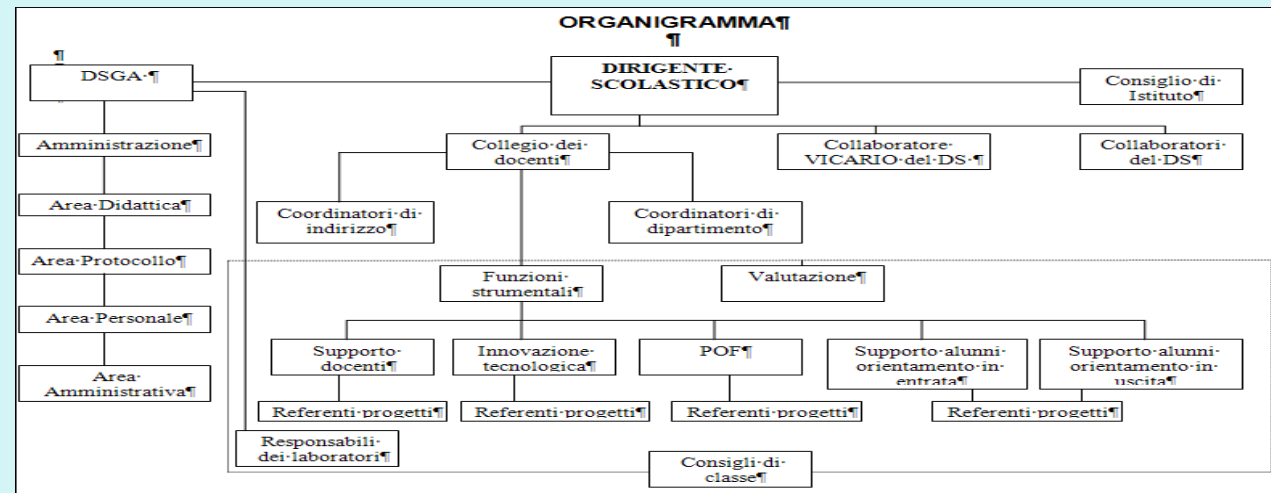 ORGANIGRAMMA¶
¶
¶
DSGA·¶
DIRIGENTE·
SCOLASTICO¶
Consiglio·di·
Istituto¶
Amministrazione¶
Collegio·dei·
docenti¶
Collaboratore·
VICARIO·del·DS·¶
Collaboratori·
del·DS¶
Area·Didattica¶
Coordinatori·di·
indirizzo¶
Coordinatori·di·
dipartimento¶
Area·Protocollo¶
Funzioni·
strumentali¶
Valutazione¶
Area·Personale¶
Supporto·
docenti¶
Innovazione·
tecnologica¶
POF¶
Supporto·alunni·
orientamento·in·
entrata¶
Supporto·alunni·
orientamento·in·
uscita¶
Area·
Amministrativa¶
Referenti·progetti¶
Referenti·progetti¶
Referenti·progetti¶
Referenti·progetti¶
Responsabili·
dei·laboratori¶
Consigli·di·
classe¶